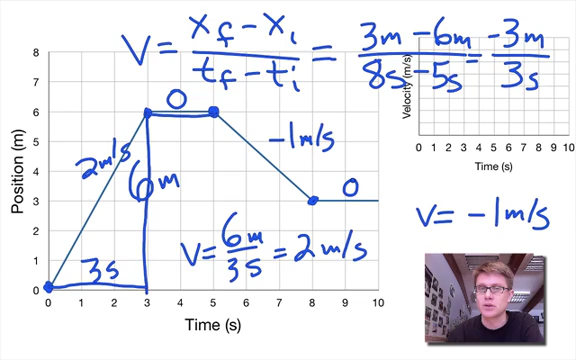 V = xf - xi / tf - ti = 3m - 6m / 8s - 5s = -3m / 3s
8
7
6
5
4
3
2
1
0
Position (m)
0 1 2 3 4 5 6 7 8 9 10
Time (s)
2m/s
6m
3s
0
-1m/s
0
V = 6m / 3s = 2m/s
Velocity (m/s)
0 1 2 3 4 5 6 7 8 9 10
Time (s)
V = -1m/s